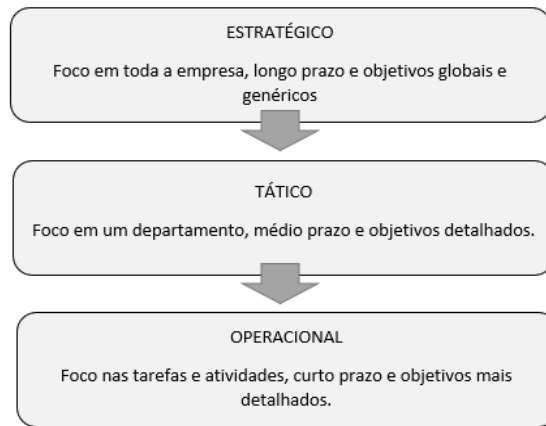 ESTRATÉGICO
Foco em toda a empresa, longo prazo e objetivos globais e
genéricos
TÁTICO
Foco em um departamento, médio prazo e objetivos detalhados.
OPERACIONAL
Foco nas tarefas e atividades, curto prazo e objetivos mais
detalhados.